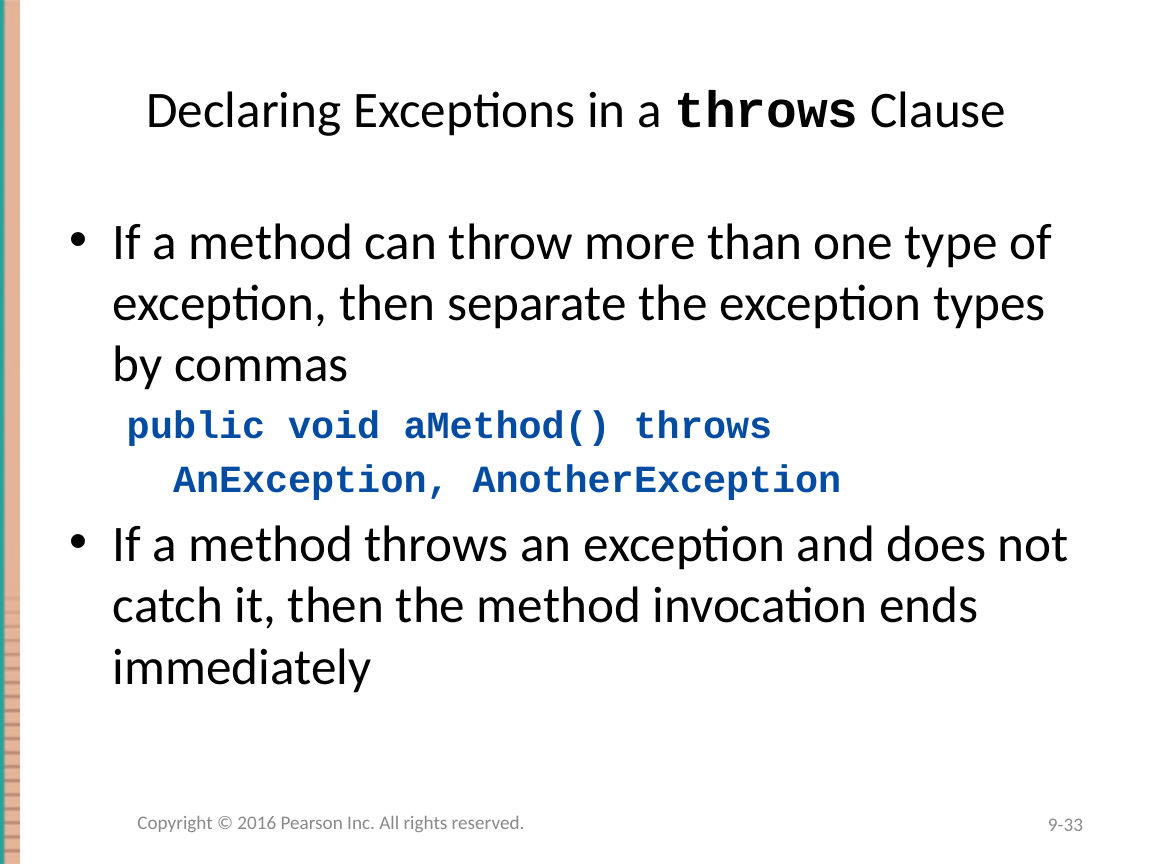 Declaring Exceptions in a throws Clause
• If a method can throw more than one type of
exception, then separate the exception types
by commas
public void aMethod() throws
AnException, AnotherException
• If a method throws an exception and does not
catch it, then the method invocation ends
immediately
Copyright © 2016 Pearson Inc. All rights reserved.
9-33